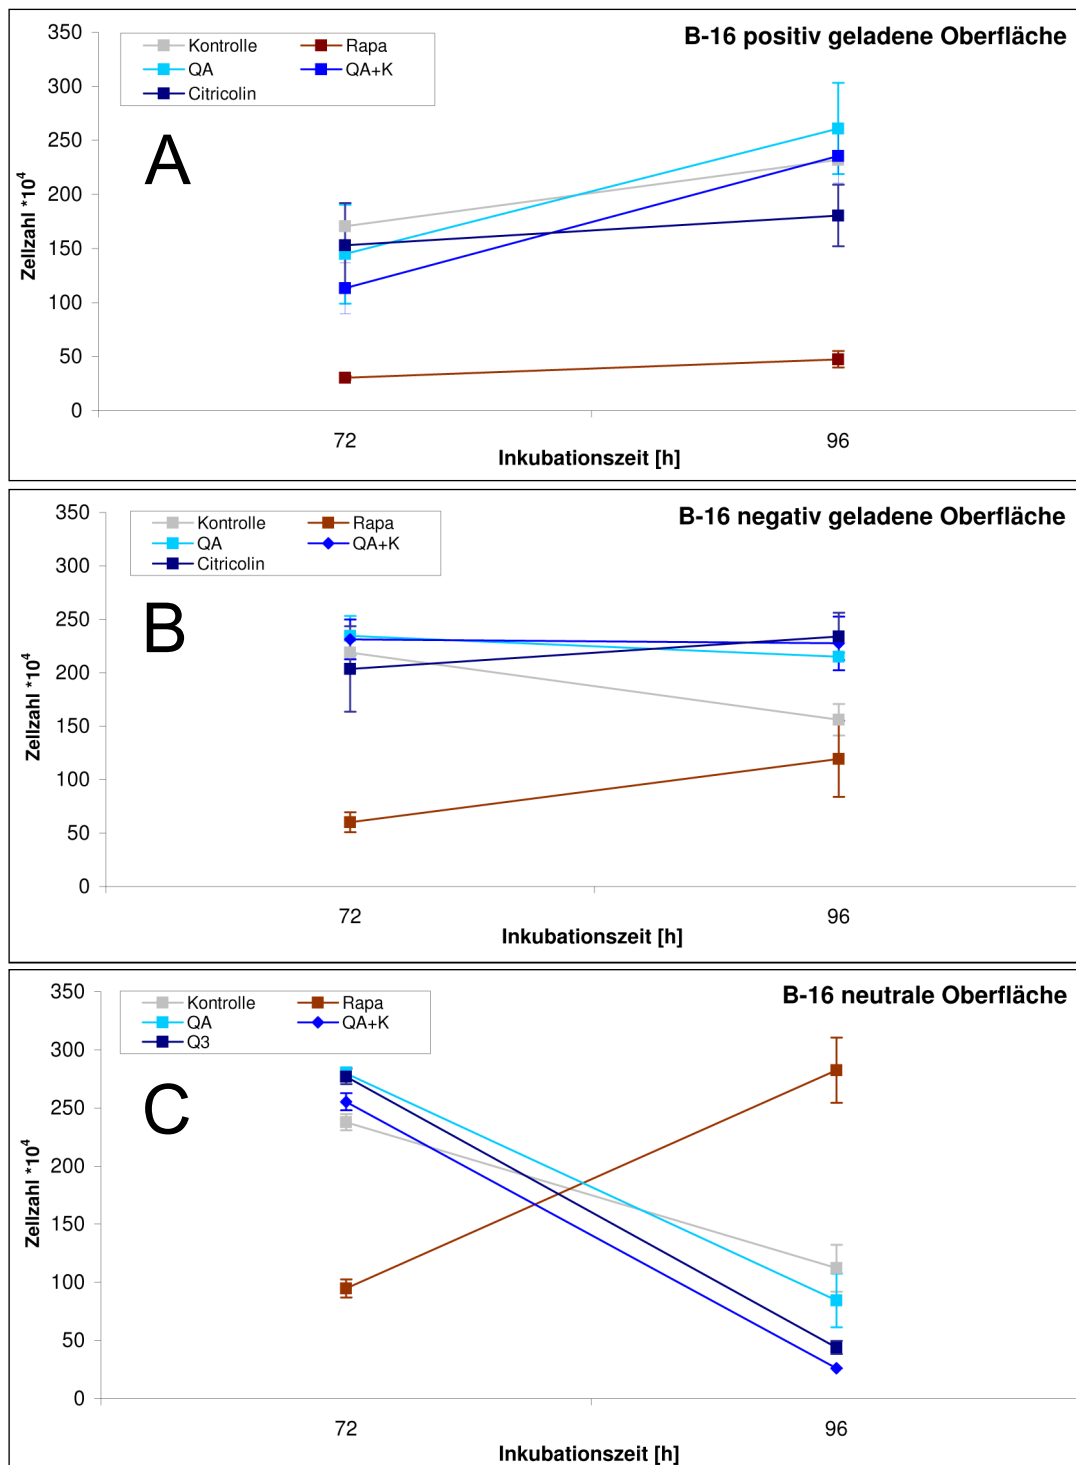 B-16 positiv geladene Oberfläche
Kontrolle Rapa
QA QA+K
Citricolin
A
Zellzahl *10⁴
350
300
250
200
150
100
50
0
72 96
Inkubationszeit [h]
B-16 negativ geladene Oberfläche
Kontrolle Rapa
QA QA+K
Citricolin
B
Zellzahl *10⁴
350
300
250
200
150
100
50
0
72 96
Inkubationszeit [h]
B-16 neutrale Oberfläche
Kontrolle Rapa
QA QA+K
Q3
C
Zellzahl *10⁴
350
300
250
200
150
100
50
0
72 96
Inkubationszeit [h]